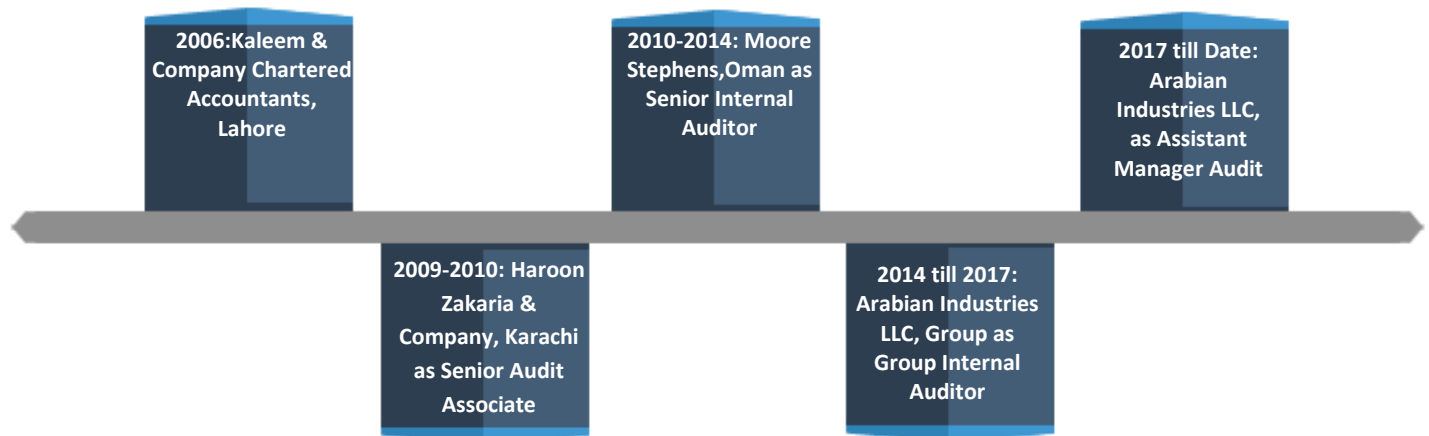 2006:Kaleem &
Company Chartered
Accountants,
Lahore
2009-2010: Haroon
Zakaria &
Company, Karachi
as Senior Audit
Associate
2010-2014: Moore
Stephens,Oman as
Senior Internal
Auditor
2014 till 2017:
Arabian Industries
LLC, Group as
Group Internal
Auditor
2017 till Date:
Arabian
Industries LLC,
as Assistant
Manager Audit